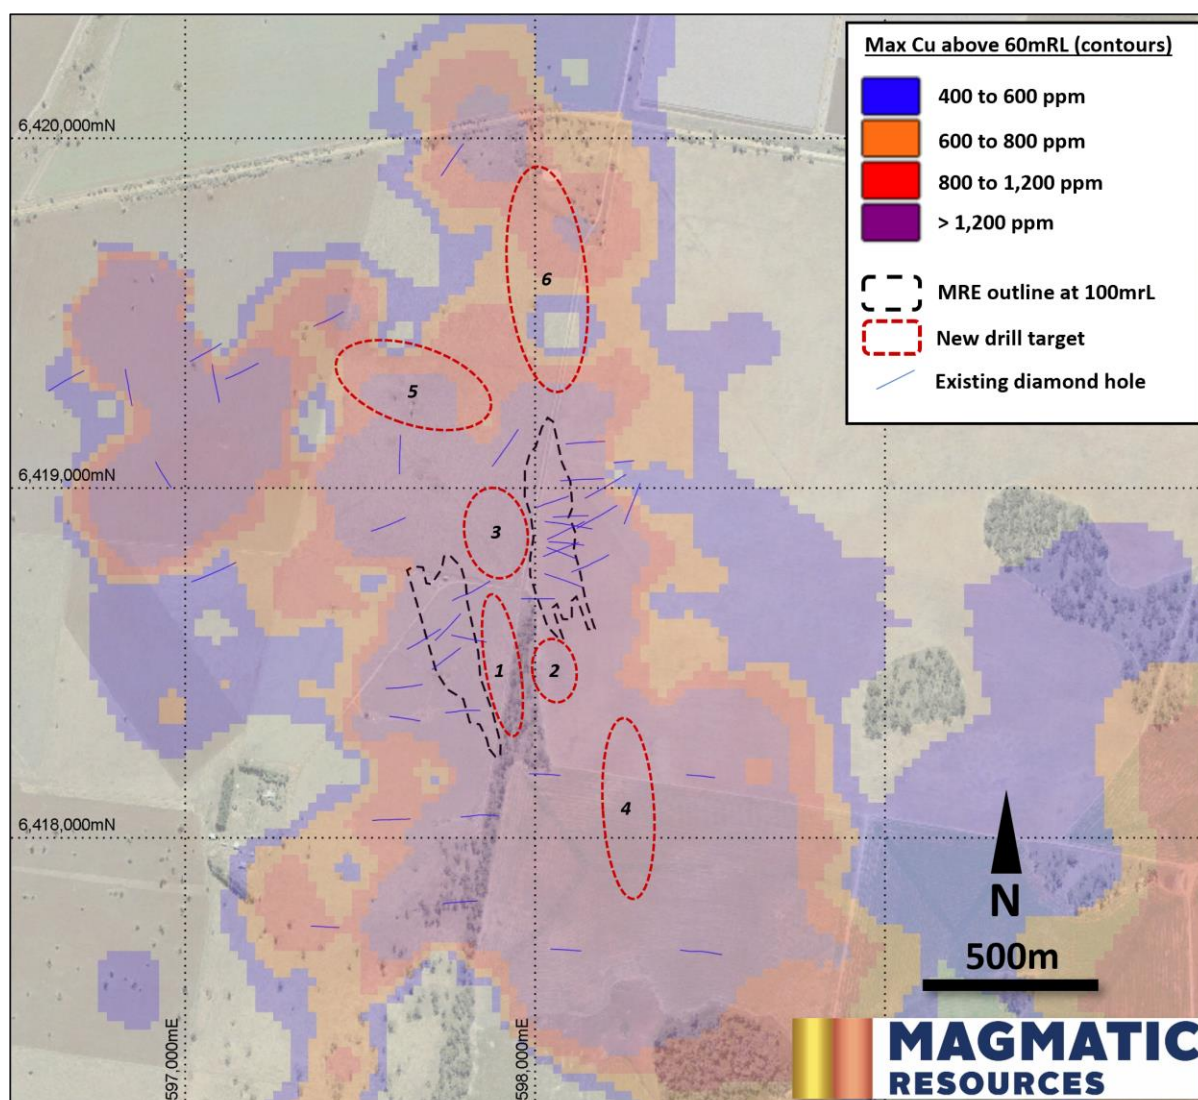 Max Cu above 60mRL (contours)
400 to 600 ppm
600 to 800 ppm
800 to 1,200 ppm
> 1,200 ppm
MRE outline at 100mrL
New drill target
Existing diamond hole
6,420,000mN
6
5
6,419,000mN
3
1
2
4
6,418,000mN
N
500m
597,000mE
598,000mE
MAGMATIC
RESOURCES